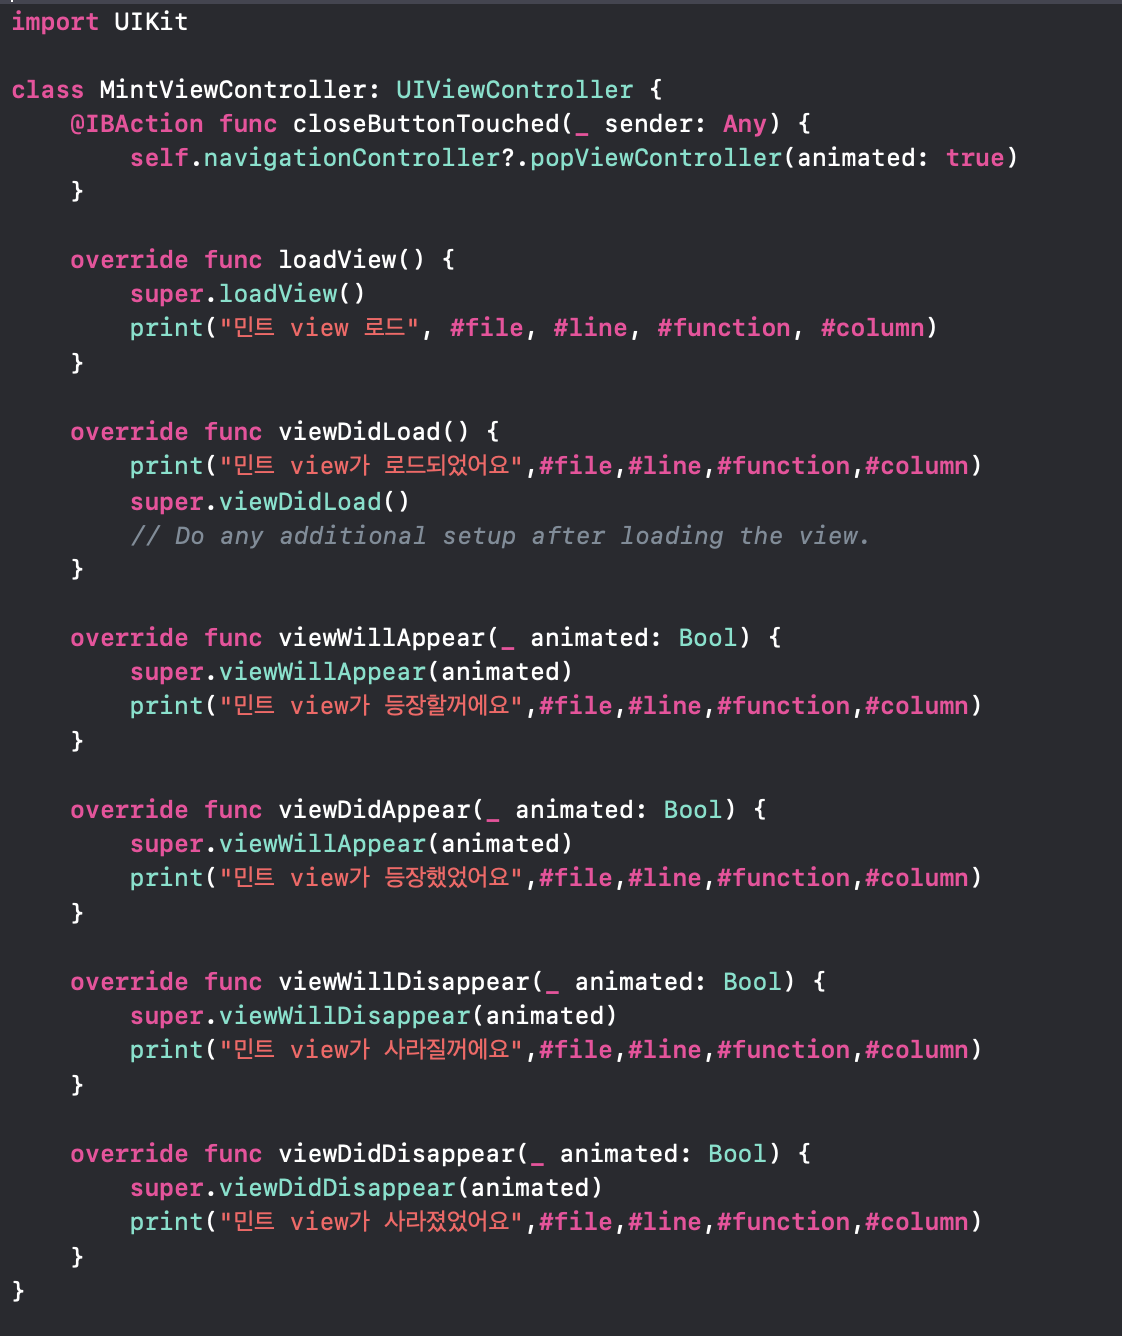 import UIKit
class MintViewController: UIViewController {
@IBAction func closeButtonTouched(_ sender: Any) {
self.navigationController?.popViewController(animated: true)
}
override func loadView() {
super.loadView()
print("민트 view 로드", #file, #line, #function, #column)
}
override func viewDidLoad() {
print("민트 view가 로드되었어요",#file,#line,#function,#column)
super.viewDidLoad()
// Do any additional setup after loading the view.
}
override func viewWillAppear(_ animated: Bool) {
super.viewWillAppear(animated)
print("민트 view가 등장할꺼에요",#file,#line,#function,#column)
}
override func viewDidAppear(_ animated: Bool) {
super.viewWillAppear(animated)
print("민트 view가 등장했었어요",#file,#line,#function,#column)
}
override func viewWillDisappear(_ animated: Bool) {
super.viewWillDisappear(animated)
print("민트 view가 사라질꺼에요",#file,#line,#function,#column)
}
override func viewDidDisappear(_ animated: Bool) {
super.viewDidDisappear(animated)
print("민트 view가 사라졌었어요",#file,#line,#function,#column)
}
}